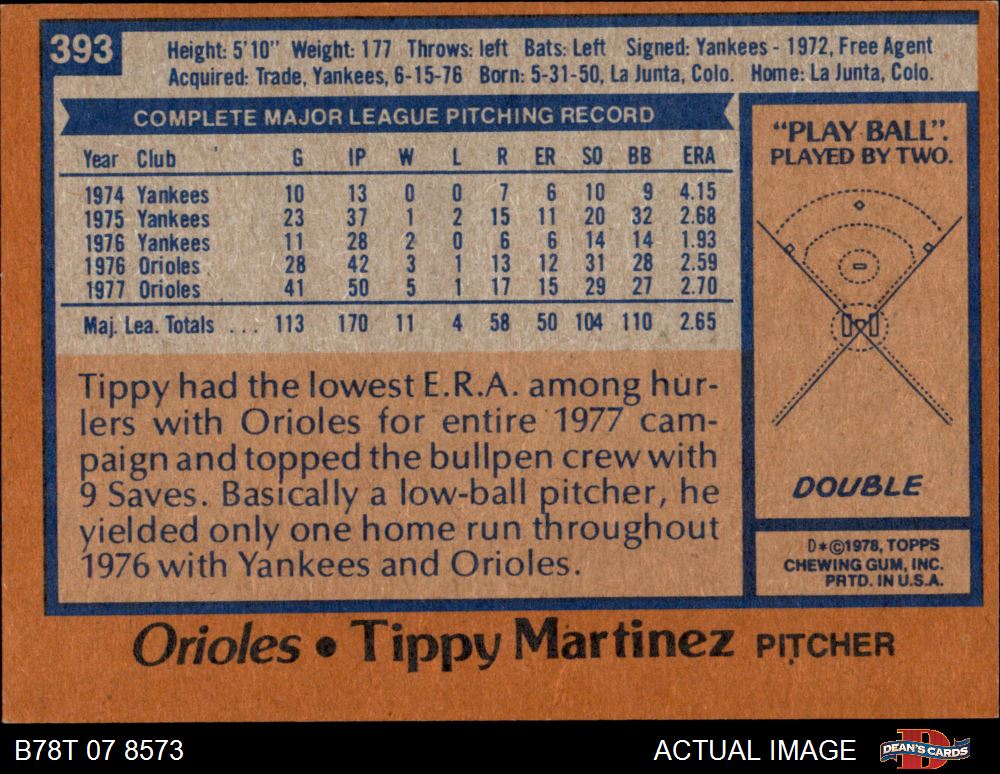 393
Height: 5'10" Weight: 177 Throws: left Bats: Left Signed: Yankees - 1972, Free Agent
Acquired: Trade, Yankees, 6-15-76 Born: 5-31-50, La Junta, Colo. Home: La Junta, Colo.
COMPLETE MAJOR LEAGUE PITCHING RECORD
Year Club G IP W L R ER SO BB ERA
1974 Yankees 10 13 0 0 7 6 10 9 4.15
1975 Yankees 23 37 1 2 15 11 20 32 2.68
1976 Yankees 11 28 2 0 6 6 14 14 1.93
1976 Orioles 28 42 3 1 13 12 31 28 2.59
1977 Orioles 41 50 5 1 17 15 29 27 2.70
Maj. Lea. Totals ... 113 170 11 4 58 50 104 110 2.65
Tippy had the lowest E.R.A. among hur-
lers with Orioles for entire 1977 cam-
paign and topped the bullpen crew with
9 Saves. Basically a low-ball pitcher, he
yielded only one home run throughout
1976 with Yankees and Orioles.
"PLAY BALL".
PLAYED BY TWO.
DOUBLE
D*©1978, TOPPS
CHEWING GUM, INC.
PRTD. IN U.S.A.
Orioles • Tippy Martinez PITCHER
B78T 07 8573
ACTUAL IMAGE
DEAN'S CARDS